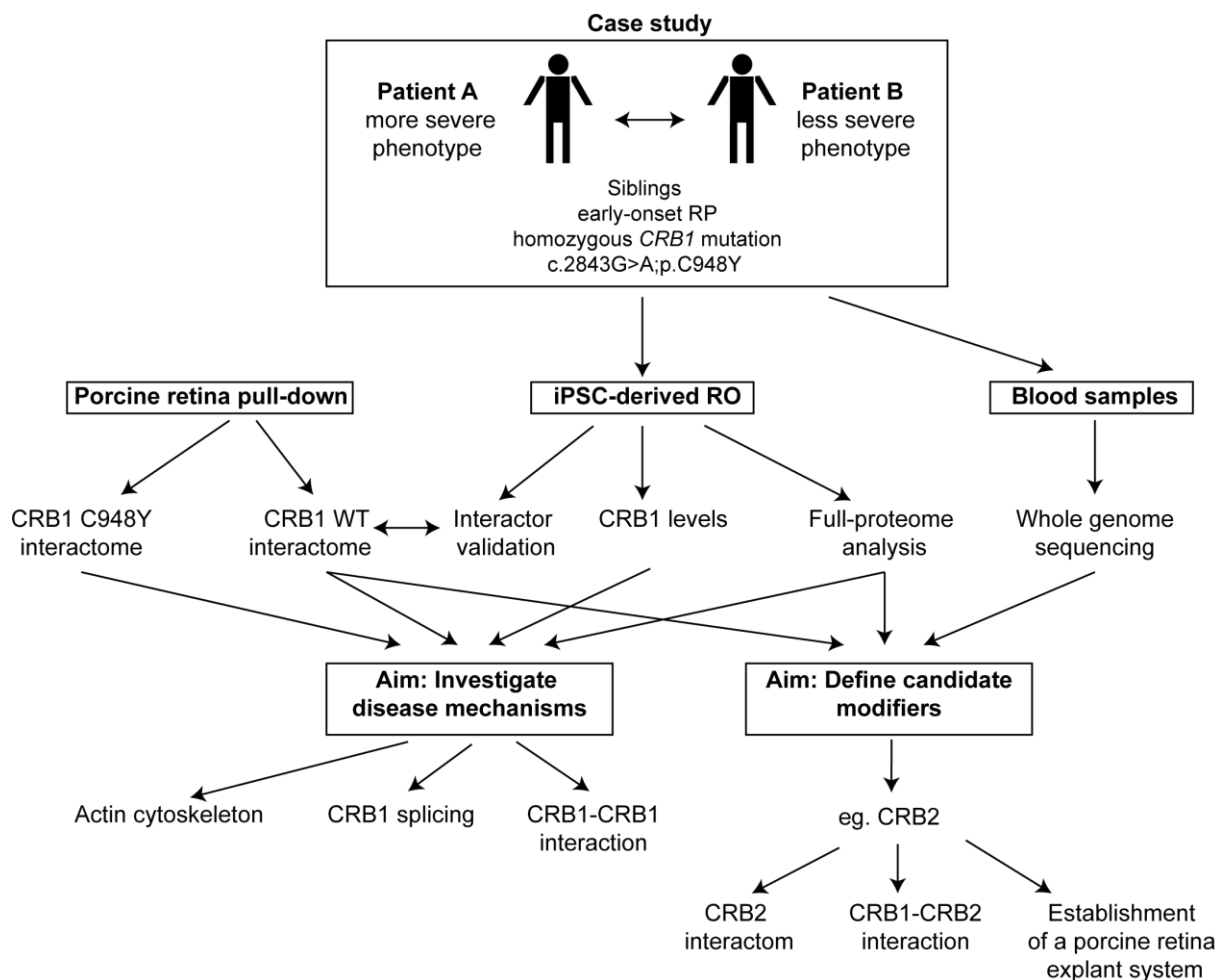 Case study
Patient A
more severe
phenotype
Patient B
less severe
phenotype
Siblings
early-onset RP
homozygous CRB1 mutation
c.2843G>A;p.C948Y
Porcine retina pull-down
iPSC-derived RO
Blood samples
CRB1 C948Y
interactome
CRB1 WT
interactome
Interactor
validation
CRB1 levels
Full-proteome
analysis
Whole genome
sequencing
Aim: Investigate
disease mechanisms
Aim: Define candidate
modifiers
Actin cytoskeleton
CRB1 splicing
CRB1-CRB1
interaction
eg. CRB2
CRB2
interactom
CRB1-CRB2
interaction
Establishment
of a porcine retina
explant system